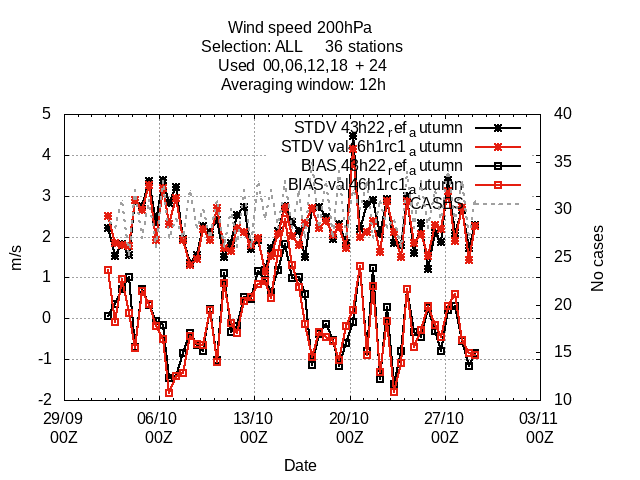 Wind speed 200hPa
Selection: ALL 36 stations
Used 00,06,12,18 + 24
Averaging window: 12h
5 40
STDV 43h22_ref_autumn
4 35
STDV val46h1rc1_autumn
BIAS 43h22_ref_autumn
BIAS val46h1rc1_autumn
3 30
CASES
2 25
m/s No cases
1
0 20
-1 15
-2 10
29/09 06/10 13/10 20/10 27/10 03/11
00Z 00Z 00Z 00Z 00Z 00Z
Date